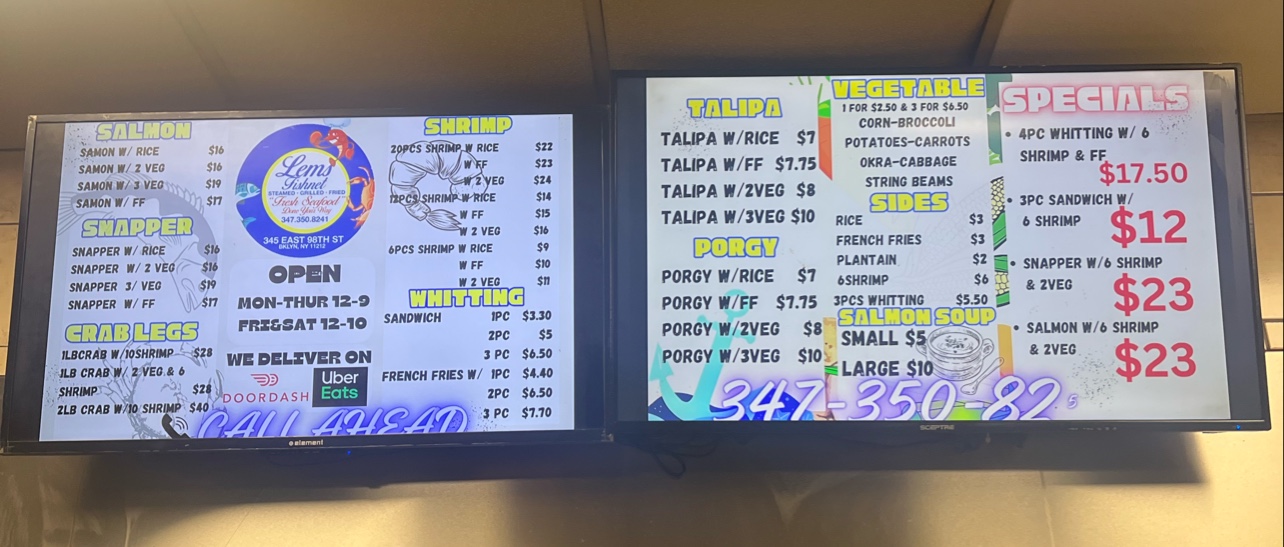 SALMON
SAMON W/ RICE $16
SAMON W/ 2 VEG $16
SAMON W/ 3 VEG $19
SAMON W/ FF $17
SNAPPER
SNAPPER W/ RICE $16
SNAPPER W/ 2 VEG $16
SNAPPER 3/ VEG $19
SNAPPER W/ FF $17
CRAB LEGS
1LBCRAB W/10SHRIMP $28
1LB CRAB W/ 2 VEG & 6
SHRIMP $28
2LB CRAB W/10 SHRIMP $40
Lems
Fishnet
STEAMED - GRILLED - FRIED
"Fresh Seafood
Done Your Way"
347.350.8241
345 EAST 98TH ST
BKLYN, NY 11212
OPEN
MON-THUR 12-9
FRI&SAT 12-10
WE DELIVER ON
DOORDASH
Uber
Eats
CALL AHEAD
SHRIMP
20PCS SHRIMP W RICE $22
W FF $23
W 2 VEG $24
12PCS SHRIMP W RICE $14
W FF $15
W 2 VEG $16
6PCS SHRIMP W RICE $9
W FF $10
W 2 VEG $11
WHITTING
SANDWICH 1PC $3.30
2PC $5
3 PC $6.50
FRENCH FRIES W/ 1PC $4.40
2PC $6.50
3 PC $7.70
element
TALIPA
TALIPA W/RICE $7
TALIPA W/FF $7.75
TALIPA W/2VEG $8
TALIPA W/3VEG $10
PORGY
PORGY W/RICE $7
PORGY W/FF $7.75
PORGY W/2VEG $8
PORGY W/3VEG $10
VEGETABLE
1 FOR $2.50 & 3 FOR $6.50
CORN-BROCCOLI
POTATOES-CARROTS
OKRA-CABBAGE
STRING BEAMS
SIDES
RICE $3
FRENCH FRIES $3
PLANTAIN $2
6SHRIMP $6
3PCS WHITTING $5.50
SALMON SOUP
SMALL $5
LARGE $10
SPECIALS
• 4PC WHITTING W/ 6
SHRIMP & FF
$17.50
• 3PC SANDWICH W/
6 SHRIMP $12
• SNAPPER W/6 SHRIMP
& 2VEG $23
• SALMON W/6 SHRIMP
& 2VEG $23
347-350-82
SCEPTRE